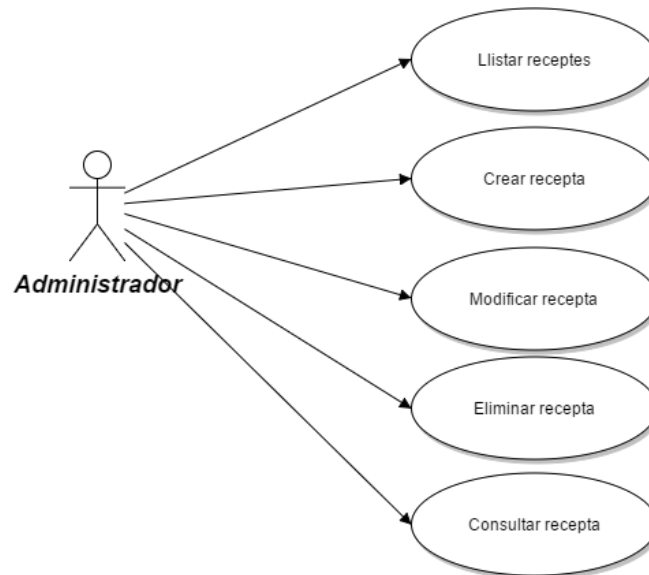 Llistar receptes
Crear recepta
Administrador
Modificar recepta
Eliminar recepta
Consultar recepta